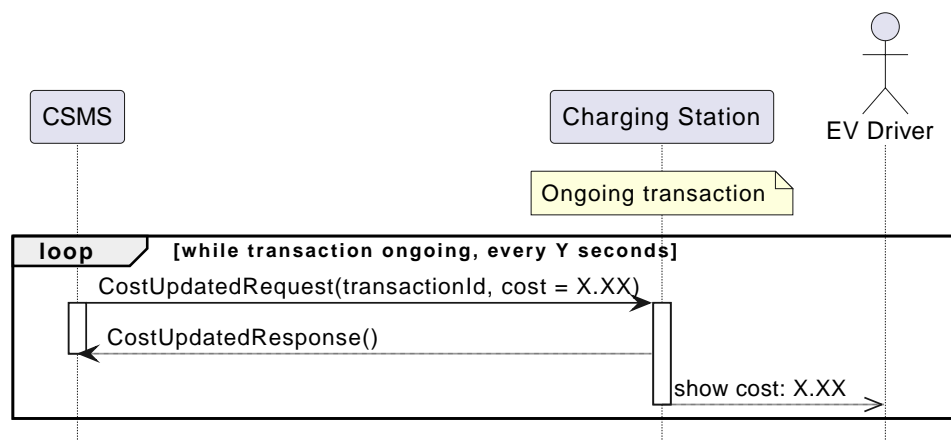 CSMS
Charging Station
EV Driver
Ongoing transaction
loop
[while transaction ongoing, every Y seconds]
CostUpdatedRequest(transactionId, cost = X.XX)
CostUpdatedResponse()
show cost: X.XX